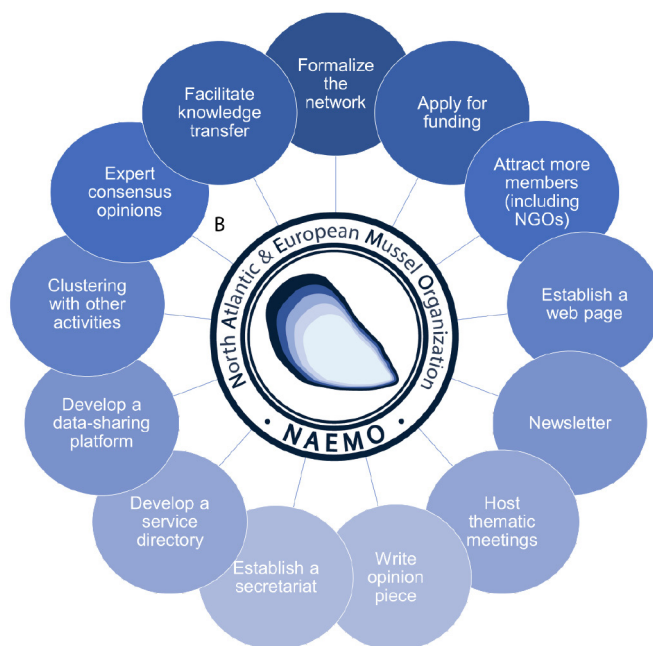 Formalize
the
network
Apply for
funding
Attract more
members
(including
NGOs)
Establish a
web page
Newsletter
Host
thematic
meetings
Write
opinion
piece
Establish a
secretariat
Develop a
service
directory
Develop a
data-sharing
platform
Clustering
with other
activities
Expert
consensus
opinions
Facilitate
knowledge
transfer
B
North Atlantic & European Mussel Organization
• NAEMO •